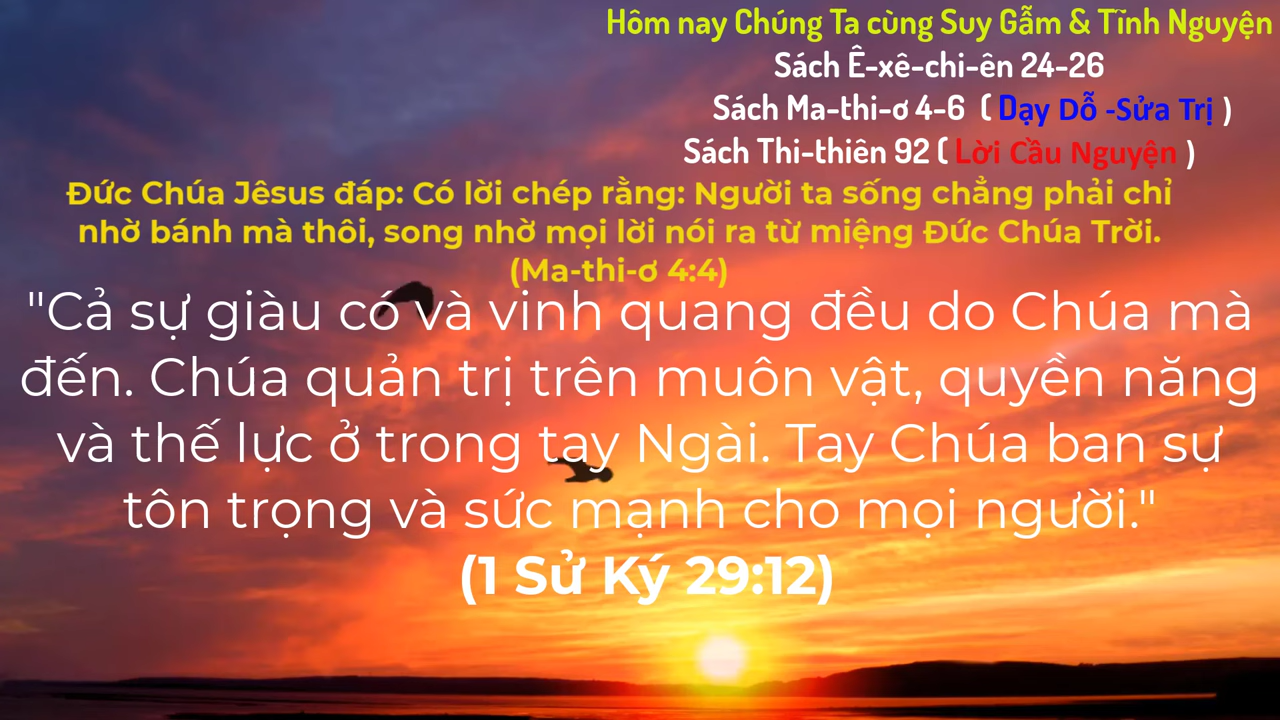 Hôm nay Chúng Ta cùng Suy Gẫm & Tĩnh Nguyện
Sách Ê-xê-chi-ên 24-26
Sách Ma-thi-ơ 4-6 ( Dạy Dỗ -Sửa Trị )
Sách Thi-thiên 92 ( Lời Cầu Nguyện )
Đức Chúa Jêsus đáp: Có lời chép rằng: Người ta sống chẳng phải chỉ
nhờ bánh mà thôi, song nhờ mọi lời nói ra từ miệng Đức Chúa Trời.
(Ma-thi-ơ 4:4)
"Cả sự giàu có và vinh quang đều do Chúa mà
đến. Chúa quản trị trên muôn vật, quyền năng
và thế lực ở trong tay Ngài. Tay Chúa ban sự
tôn trọng và sức mạnh cho mọi người."
(1 Sử Ký 29:12)